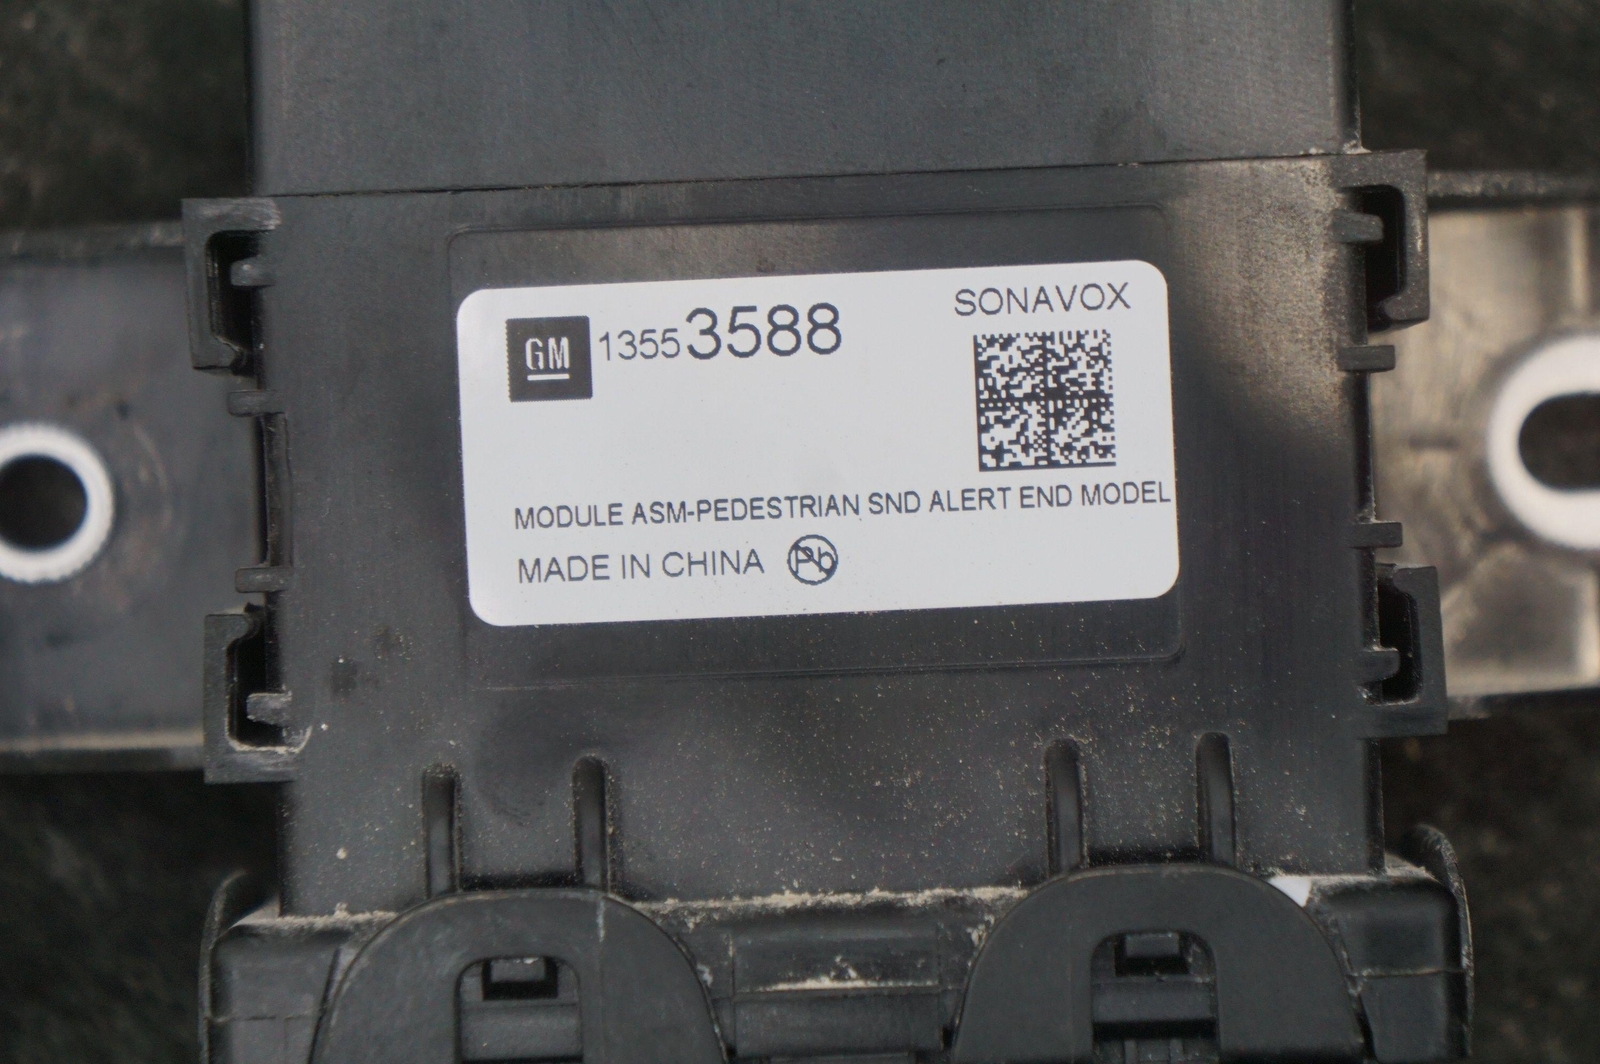 SONAVOX
GM 13553588
MODULE ASM-PEDESTRIAN SND ALERT END MODEL
MADE IN CHINA Pb